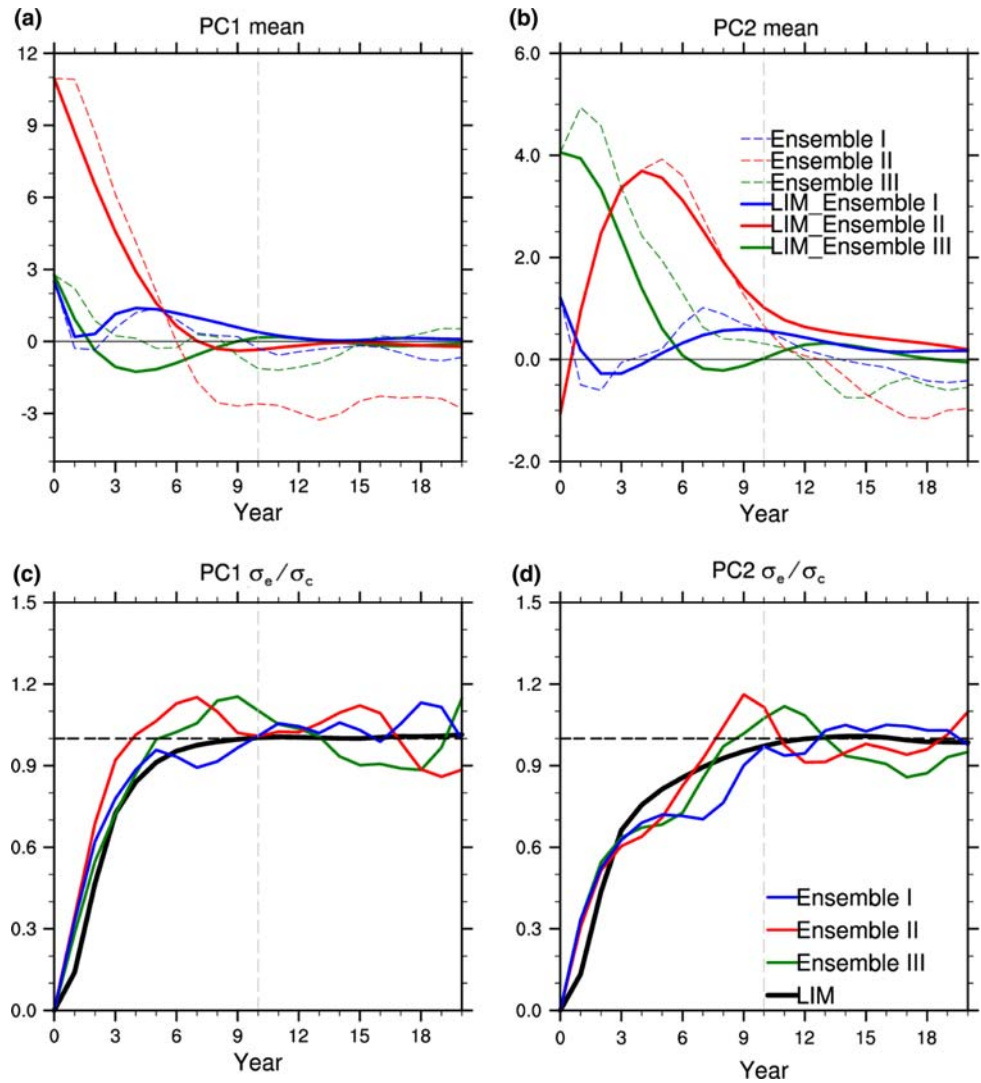 (a)
PC1 mean
12
9
6
3
0
-3
0 3 6 9 12 15 18
Year
(b)
PC2 mean
6.0
4.0
2.0
0.0
-2.0
Ensemble I
Ensemble II
Ensemble III
LIM_Ensemble I
LIM_Ensemble II
LIM_Ensemble III
0 3 6 9 12 15 18
Year
(c)
PC1 σe/σc
1.5
1.2
0.9
0.6
0.3
0.0
0 3 6 9 12 15 18
Year
(d)
PC2 σe/σc
1.5
1.2
0.9
0.6
0.3
0.0
Ensemble I
Ensemble II
Ensemble III
LIM
0 3 6 9 12 15 18
Year